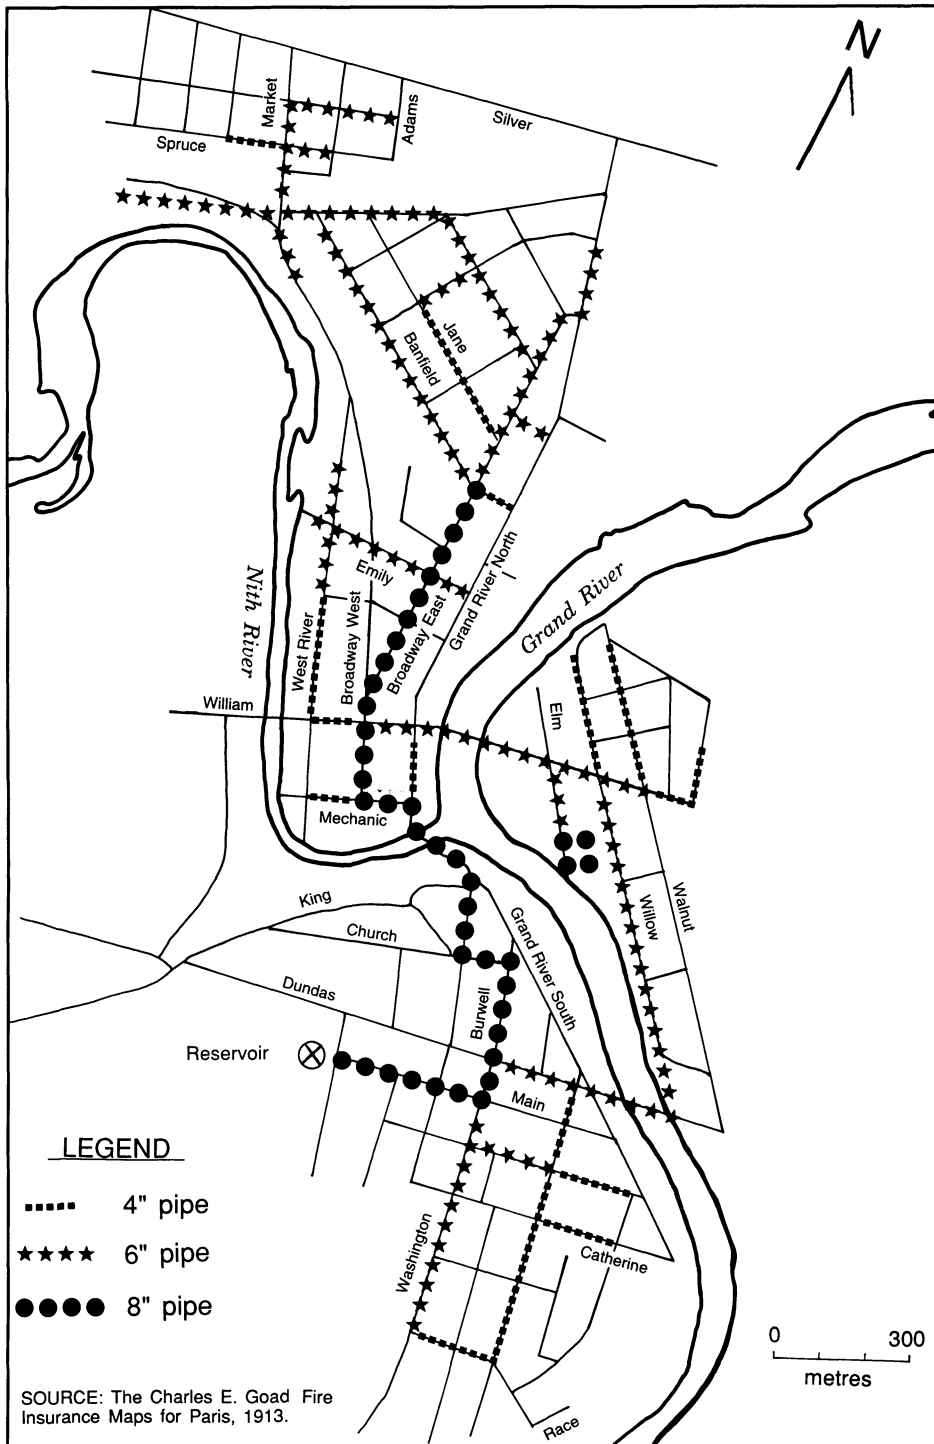 N
Silver
Market
Adams
Spruce
Jane
Banfield
Grand River North
Grand River
Emily
Nith River
West River
Broadway West
Broadway East
William
Elm
Mechanic
King
Church
Grand River South
Willow
Walnut
Dundas
Burwell
Reservoir
Main
LEGEND
4" pipe
6" pipe
8" pipe
Washington
Catherine
0 300
metres
SOURCE: The Charles E. Goad Fire
Insurance Maps for Paris, 1913.
Race